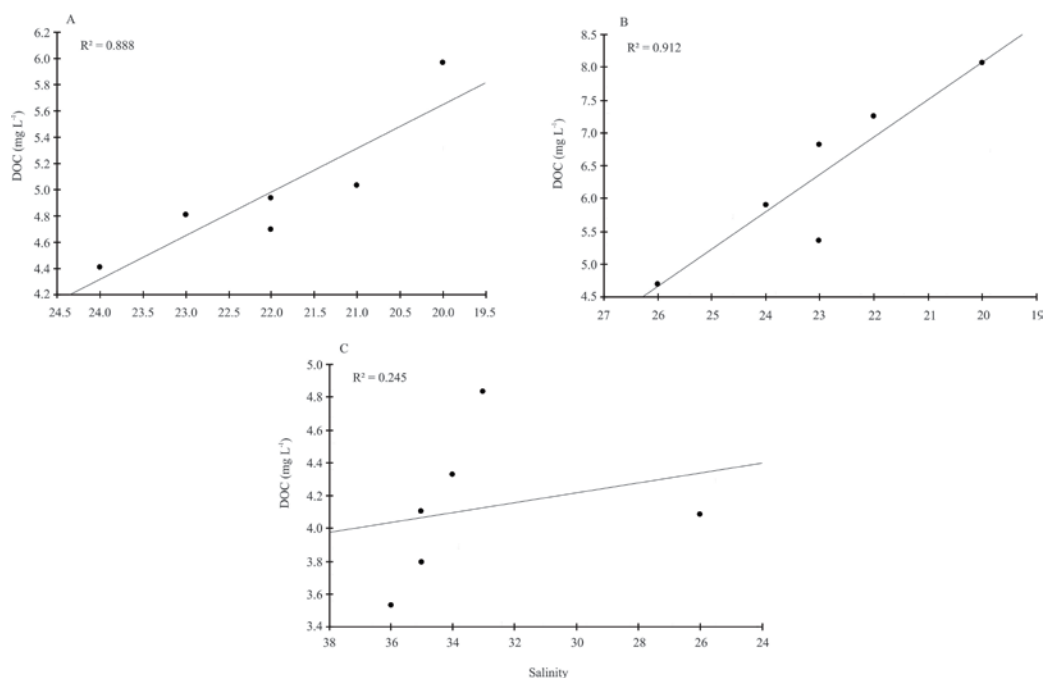 A
R² = 0.888
DOC (mg L⁻¹)
6.2
6.0
5.8
5.6
5.4
5.2
5.0
4.8
4.6
4.4
4.2
24.5 24.0 23.5 23.0 22.5 22.0 21.5 21.0 20.5 20.0 19.5
B
R² = 0.912
DOC (mg L⁻¹)
8.5
8.0
7.5
7.0
6.5
6.0
5.5
5.0
4.5
27 26 25 24 23 22 21 20 19
C
R² = 0.245
DOC (mg L⁻¹)
5.0
4.8
4.6
4.4
4.2
4.0
3.8
3.6
3.4
38 36 34 32 30 28 26 24
Salinity